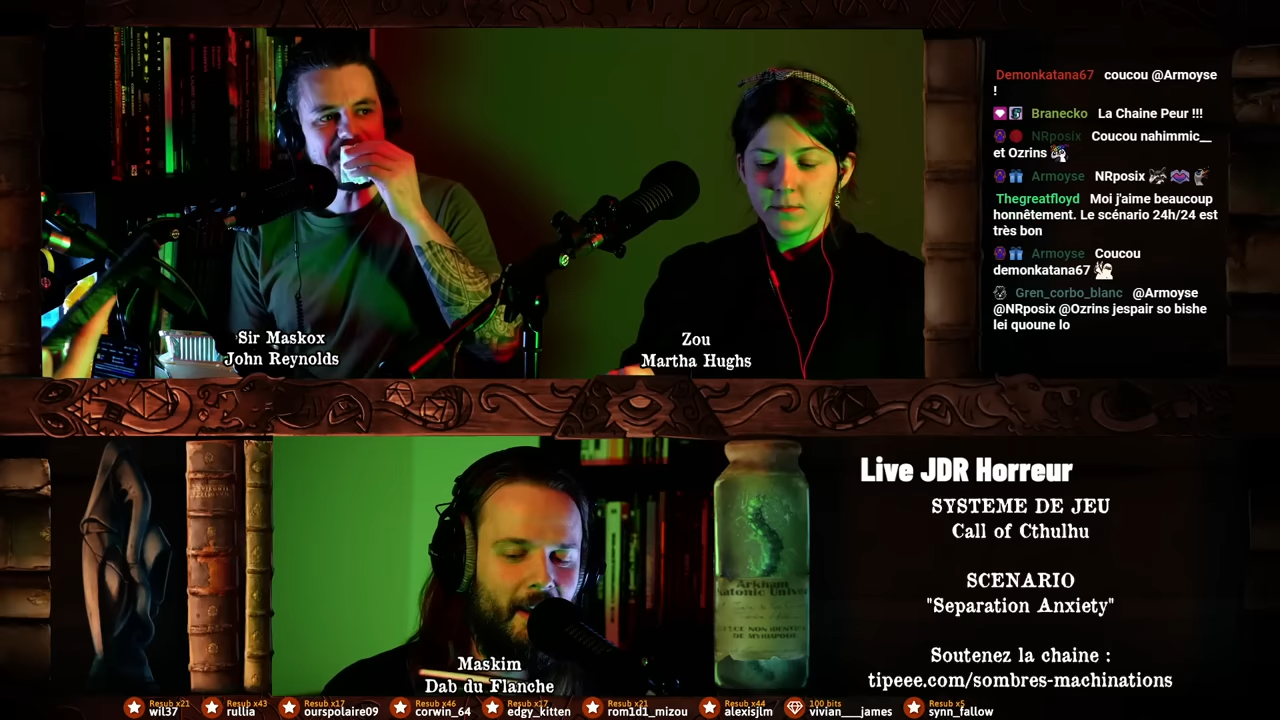 Demonkatana67 coucou @Armoyse
!
Branecko La Chaine Peur !!!
NRposix Coucou nahimmic__
et Ozrins
Armoyse NRposix
Thegreatfloyd Moi j'aime beaucoup
honnêtement. Le scénario 24h/24 est
très bon
Armoyse Coucou
demonkatana67
Gren_corbo_blanc @Armoyse
@NRposix @Ozrins jespair so bishe
lei quoune lo
Sir Maskox
John Reynolds
Zou
Martha Hughs
Arkham
Maskim
Dab du Flanche
Live JDR Horreur
SYSTEME DE JEU
Call of Cthulhu
SCENARIO
"Separation Anxiety"
Soutenez la chaine :
tipeee.com/sombres-machinations
Resub x21
wil37
Resub x43
rullia
Resub x17
ourspolaire09
Resub x46
corwin_64
Resub x17
edgy_kitten
Resub x21
rom1d1_mizou
Resub x44
alexisjlm
100 bits
vivian___james
Resub x5
synn_fallow